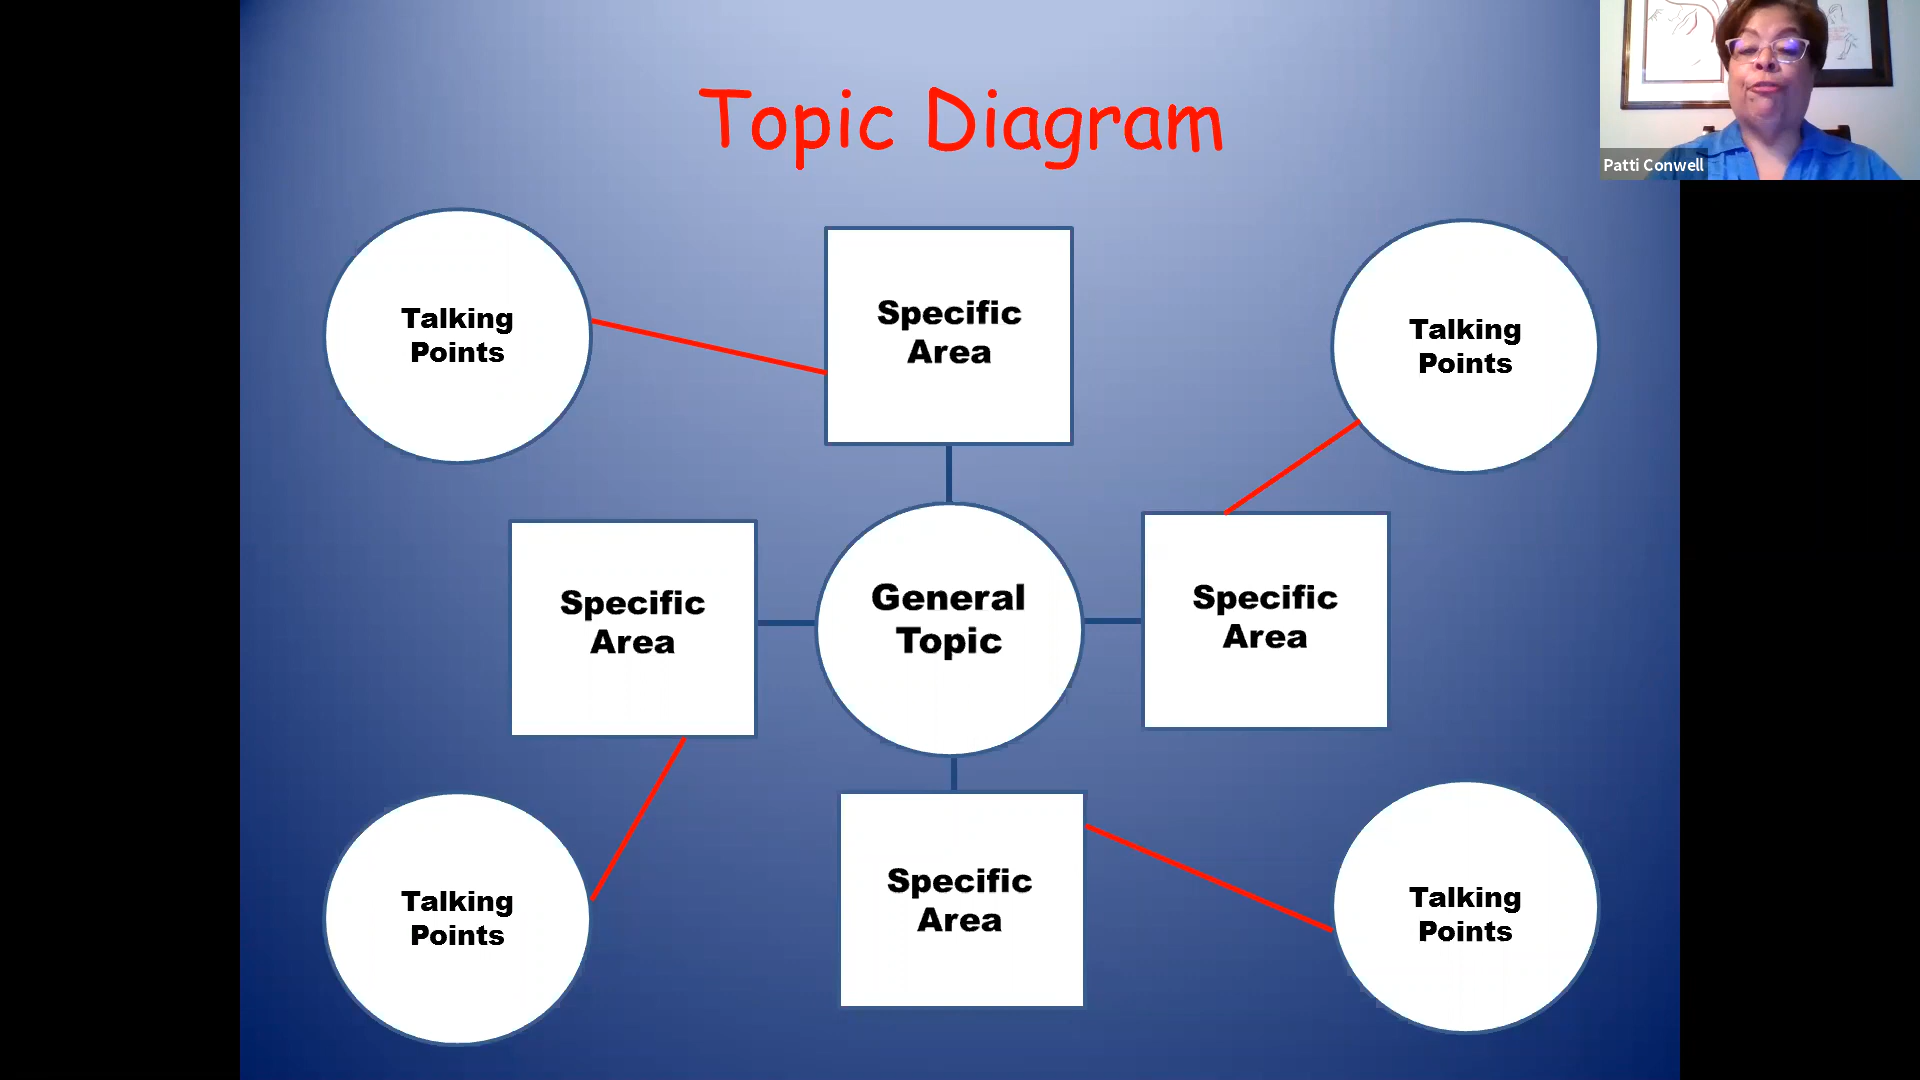 Topic Diagram
Patti Conwell
Talking
Points
Specific
Area
Talking
Points
Specific
Area
General
Topic
Specific
Area
Talking
Points
Specific
Area
Talking
Points